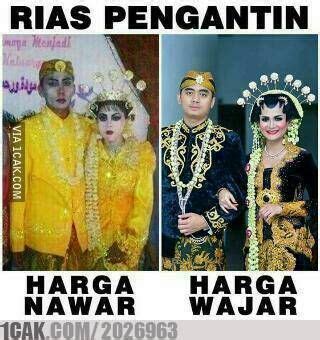 RIAS PENGANTIN
VIA 1CAK.COM
HARGA
NAWAR
HARGA
WAJAR
1CAK.COM/2026963